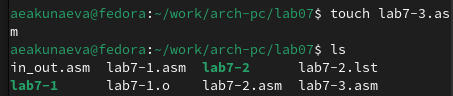 aeakunaeva@fedora:~/work/arch-pc/lab07$ touch lab7-3.as
m
aeakunaeva@fedora:~/work/arch-pc/lab07$ ls
in_out.asm  lab7-1.asm  lab7-2      lab7-2.lst
lab7-1      lab7-1.o    lab7-2.asm  lab7-3.asm